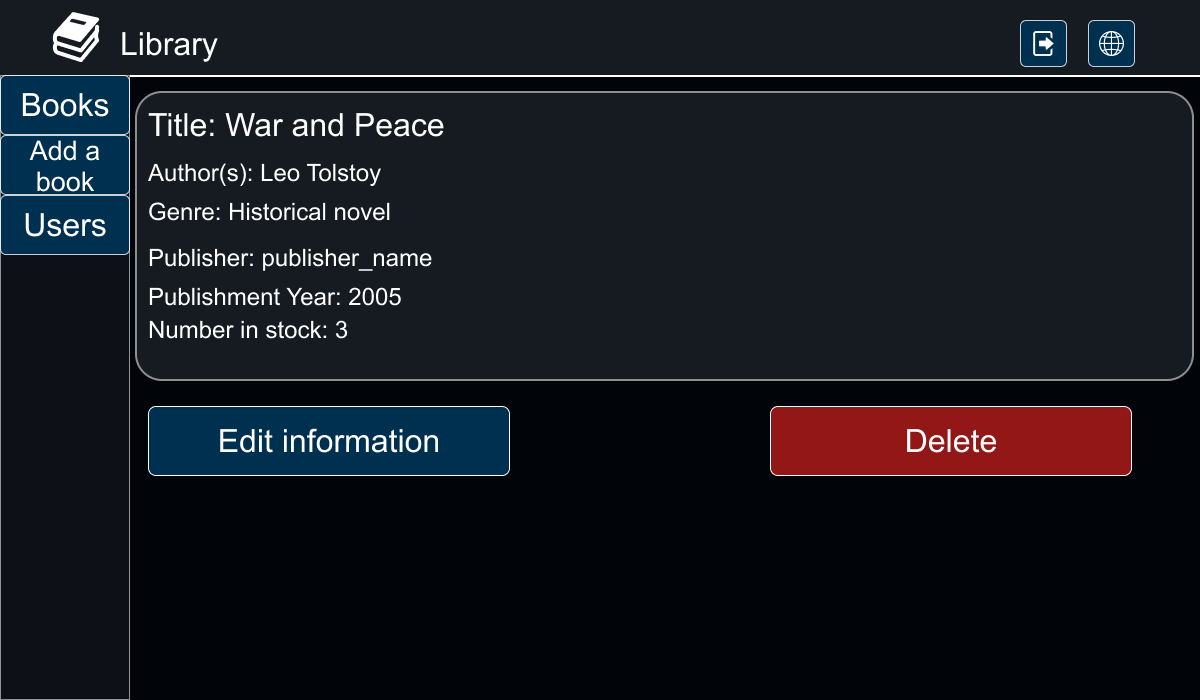 Library
Books
Add a
book
Users
Title: War and Peace
Author(s): Leo Tolstoy
Genre: Historical novel
Publisher: publisher_name
Publishment Year: 2005
Number in stock: 3
Edit information
Delete